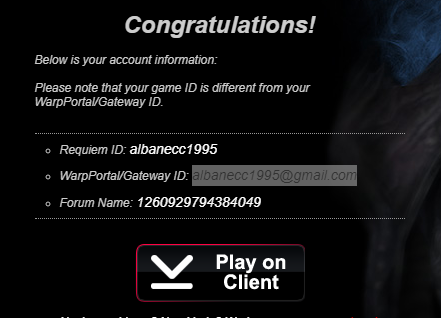 Congratulations!
Below is your account information:
Please note that your game ID is different from your
WarpPortal/Gateway ID.
Requiem ID: albanecc1995
WarpPortal/Gateway ID: albanecc1995@gmail.com
Forum Name: 1260929794384049
Play on
Client